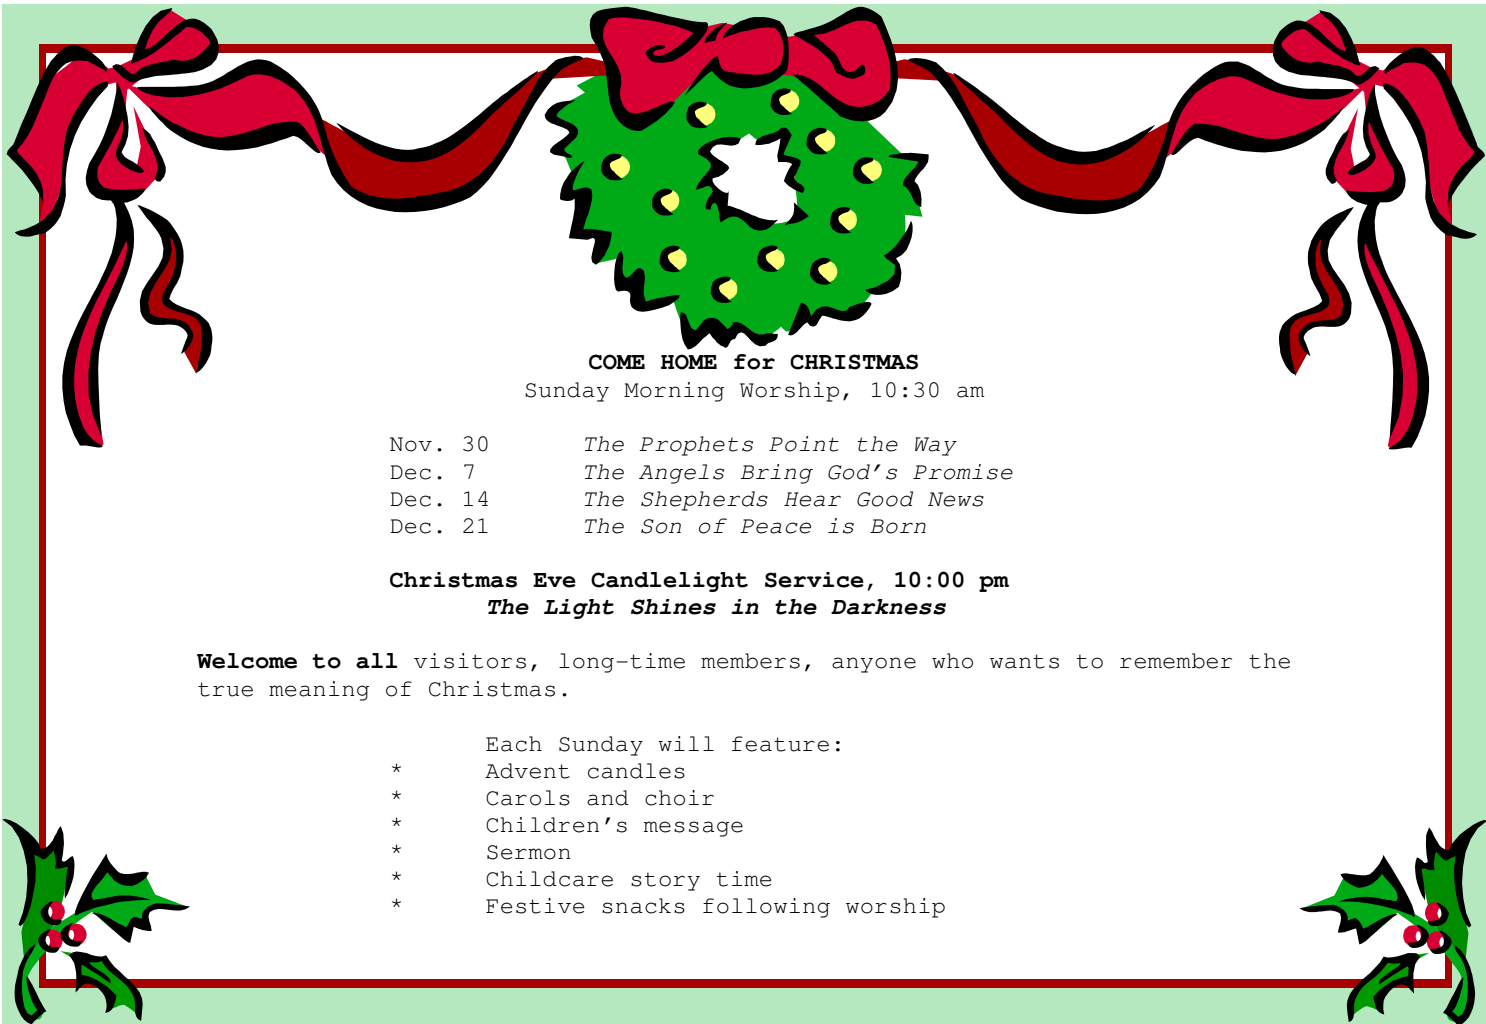 COME HOME for CHRISTMAS
Sunday Morning Worship, 10:30 am
Nov. 30 The Prophets Point the Way
Dec. 7 The Angels Bring God's Promise
Dec. 14 The Shepherds Hear Good News
Dec. 21 The Son of Peace is Born
Christmas Eve Candlelight Service, 10:00 pm
The Light Shines in the Darkness
Welcome to all visitors, long-time members, anyone who wants to remember the
true meaning of Christmas.
Each Sunday will feature:
* Advent candles
* Carols and choir
* Children's message
* Sermon
* Childcare story time
* Festive snacks following worship